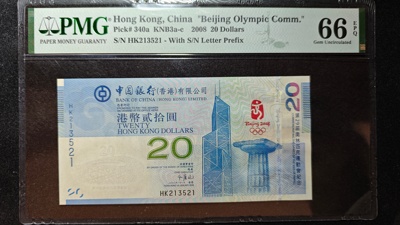 PMG
PAPER MONEY GUARANTY
Hong Kong, China "Beijing Olympic Comm."
Pick# 340a KNB3a-c 2008 20 Dollars
S/N HK213521 - With S/N Letter Prefix
66 EPQ
Gem Uncirculated
中國銀行(香港)有限公司
BANK OF CHINA (HONG KONG) LIMITED
港幣貳拾圓
TWENTY
HONG KONG DOLLARS
20
HK213521
HK213521
Beijing 2008
20